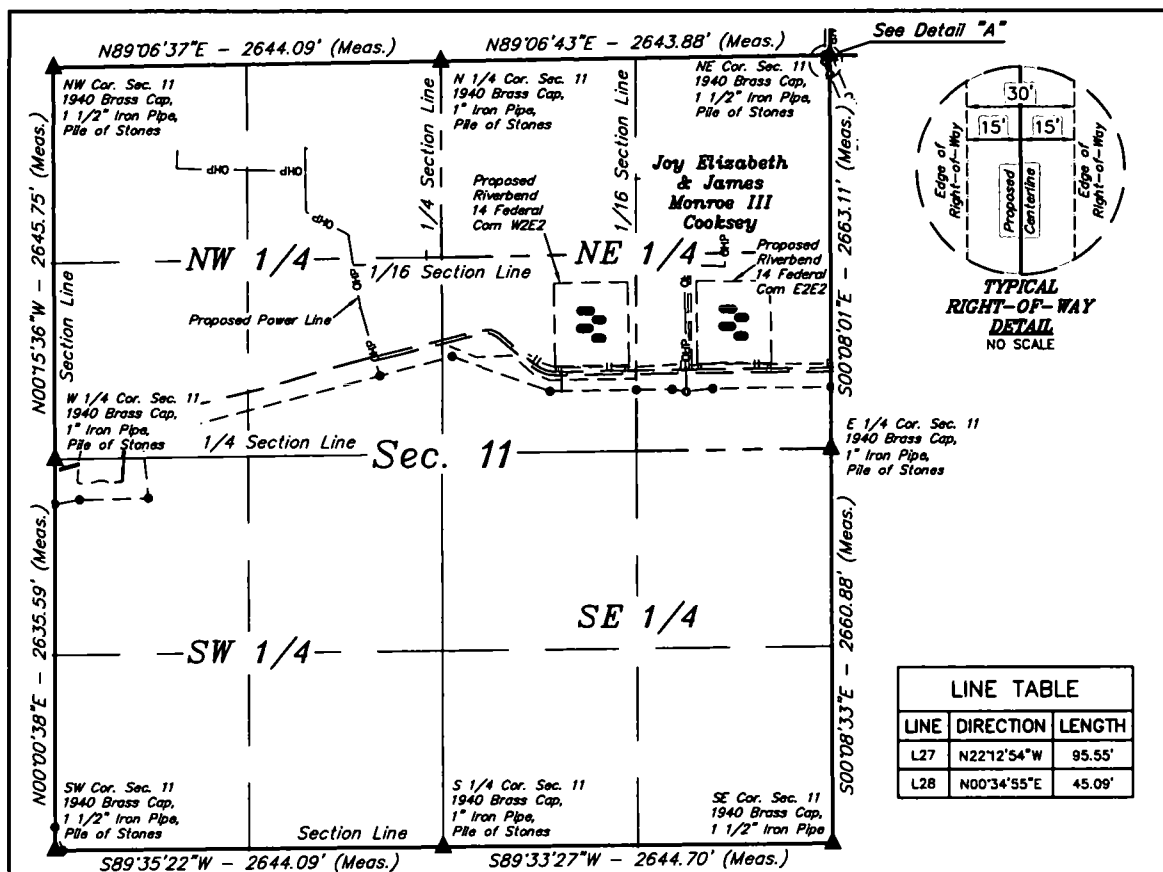 N89°06'37"E - 2644.09' (Meas.)
N89°06'43"E - 2643.88' (Meas.)
See Detail "A"
NW Cor. Sec. 11
1940 Brass Cap,
1 1/2" Iron Pipe,
Pile of Stones
N 1/4 Cor. Sec. 11
1940 Brass Cap,
1" Iron Pipe,
Pile of Stones
NE Cor. Sec. 11
1940 Brass Cap,
1 1/2" Iron Pipe,
Pile of Stones
1/4 Section Line
1/16 Section Line
Joy Elizabeth
& James
Monroe III
Cooksey
Proposed
Riverbend
14 Federal
Com W2E2
Proposed
Riverbend
14 Federal
Com E2E2
OHP
OHP
OHP
OHP
OHP
OHP
OHP
OHP
NW 1/4
NE 1/4
1/16 Section Line
Proposed Power Line
N00°15'36"W - 2645.75' (Meas.)
Section Line
S00°08'01"E - 2663.11' (Meas.)
30'
15'
15'
Edge of
Right-of-Way
Proposed
Centerline
Edge of
Right-of-Way
TYPICAL
RIGHT-OF-WAY
DETAIL
NO SCALE
W 1/4 Cor. Sec. 11
1940 Brass Cap,
1" Iron Pipe,
Pile of Stones
1/4 Section Line
Sec. 11
E 1/4 Cor. Sec. 11
1940 Brass Cap,
1" Iron Pipe,
Pile of Stones
N00°00'38"E - 2635.59' (Meas.)
S00°08'33"E - 2660.88' (Meas.)
SW 1/4
SE 1/4
LINE TABLE
LINE DIRECTION LENGTH
L27 N22°12'54"W 95.55'
L28 N00°34'55"E 45.09'
SW Cor. Sec. 11
1940 Brass Cap,
1 1/2" Iron Pipe,
Pile of Stones
Section Line
S 1/4 Cor. Sec. 11
1940 Brass Cap,
1" Iron Pipe,
Pile of Stones
SE Cor. Sec. 11
1940 Brass Cap,
1 1/2" Iron Pipe
S89°35'22"W - 2644.09' (Meas.)
S89°33'27"W - 2644.70' (Meas.)